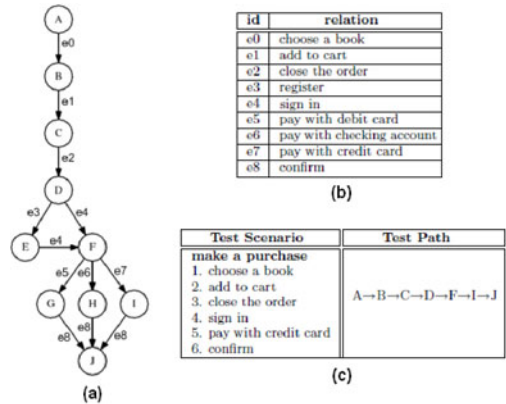 A
e0
B
e1
C
e2
D
e3 e4
E e4 F
e5 e6 e7
G H I
e8 e8 e8
J
(a)
id relation
e0 choose a book
e1 add to cart
e2 close the order
e3 register
e4 sign in
e5 pay with debit card
e6 pay with checking account
e7 pay with credit card
e8 confirm
(b)
Test Scenario Test Path
make a purchase
1. choose a book
2. add to cart
3. close the order
4. sign in
5. pay with credit card
6. confirm
A→B→C→D→F→I→J
(c)